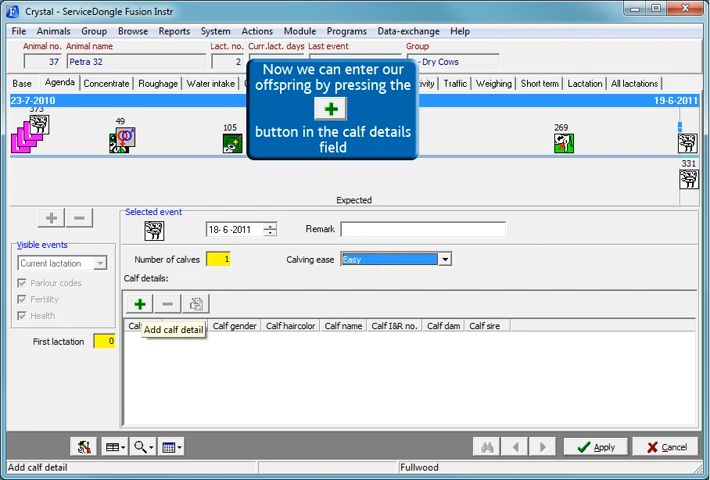 Crystal - ServiceDongle Fusion Instr
File Animals Group Browse System Actions Module Programs Data-exchange Help
Animal no. Animal name Lact. no. Curr.lact. days Last event Group
37 Petra 32 2 - Dry Cows
Base Agenda Concentrate Roughage Water intake Traffic Weighing Short term Lactation All lactations
Now we can enter our
offspring by pressing the
button in the calf details
field
23-7-2010 19-6-2011
373
49
105
269
331
Expected
Selected event
18- 6 -2011 Remark
Visible events
Current lactation
Parlour codes
Fertility
Health
First lactation 0
Number of calves 1 Calving ease Easy
Calf details:
Add calf detail
Calf gender Calf haircolor Calf name Calf I&R no. Calf dam Calf sire
Apply Cancel
Add calf detail Fullwood